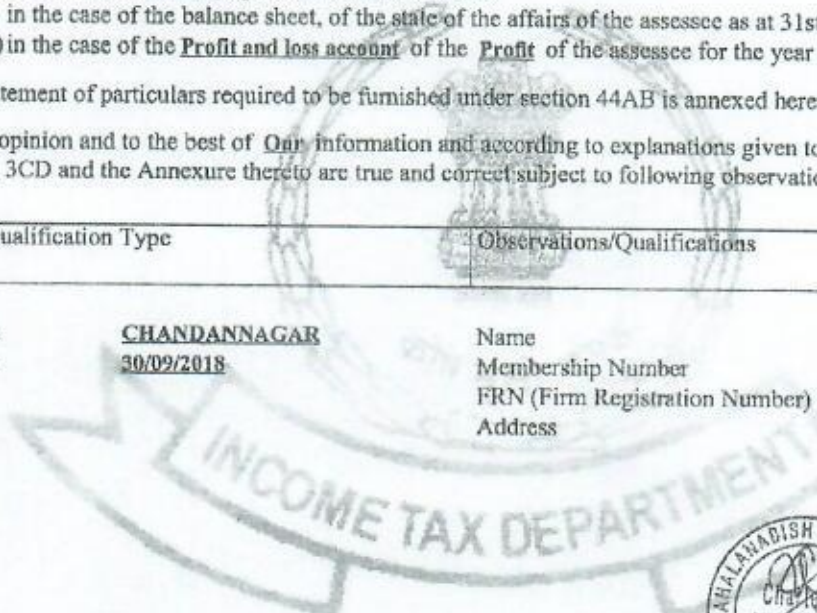 in the case of the balance sheet, of the state of the affairs of the assessee as at 31st
) in the case of the Profit and loss account of the Profit of the assessee for the year
tement of particulars required to be furnished under section 44AB is annexed here
opinion and to the best of Our information and according to explanations given to
3CD and the Annexure thereto are true and correct subject to following observatio
ualification Type Observations/Qualifications
CHANDANNAGAR Name
30/09/2018 Membership Number
FRN (Firm Registration Number)
Address
INCOME TAX DEPARTMENT
AHALANABISH